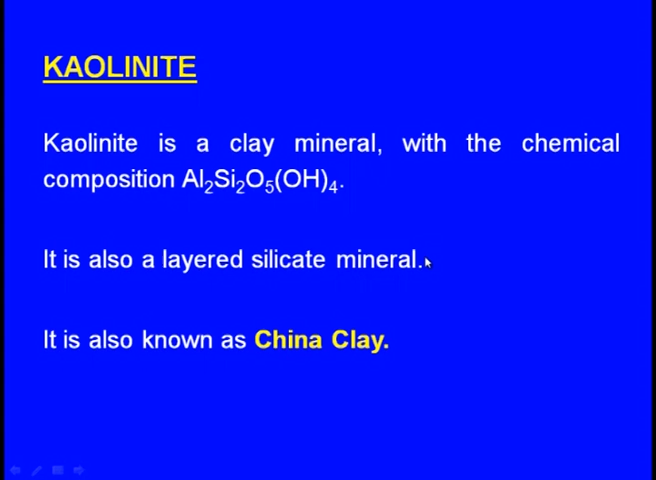 KAOLINITE
Kaolinite is a clay mineral, with the chemical
composition Al₂Si₂O₅(OH)₄.
It is also a layered silicate mineral.
It is also known as China Clay.